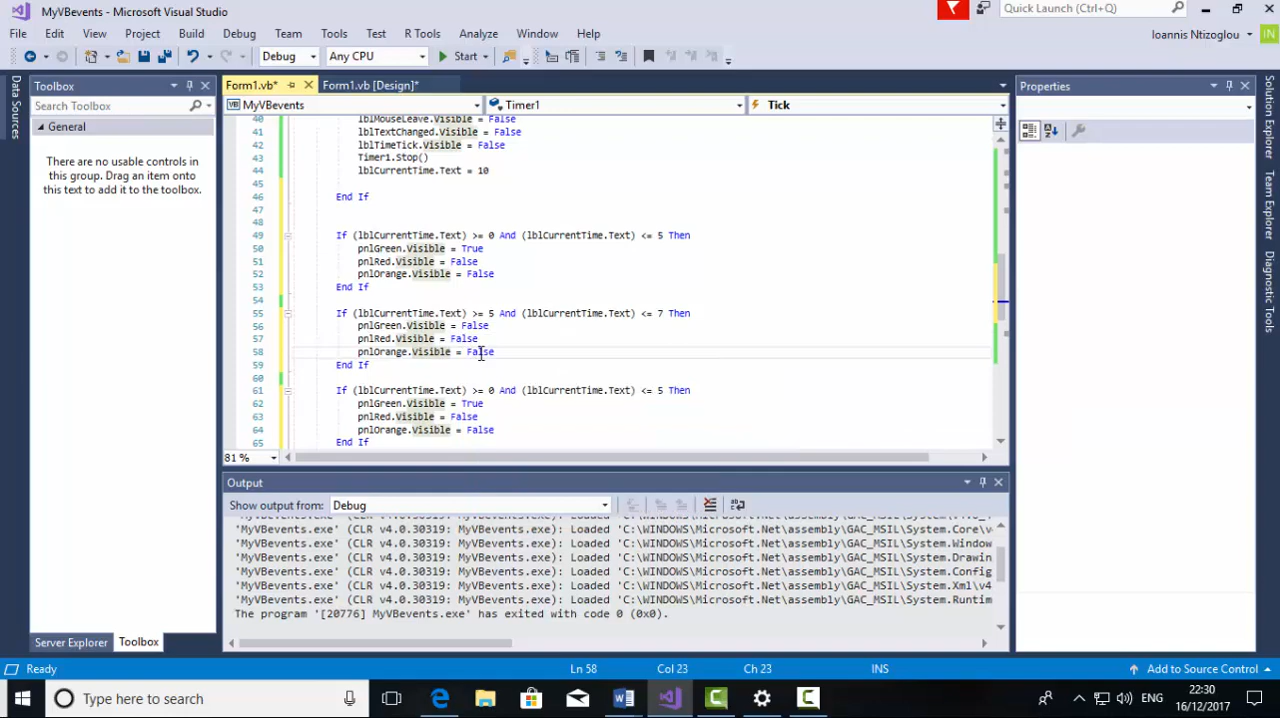 MyVBevents - Microsoft Visual Studio
Quick Launch (Ctrl+Q)
File Edit View Project Build Debug Team Tools Test R Tools Analyze Window Help
Ioannis Ntizoglou IN
Debug Any CPU Start
Data Sources
Toolbox
Search Toolbox
General
There are no usable controls in
this group. Drag an item onto
this text to add it to the toolbox.
Server Explorer Toolbox
Form1.vb* Form1.vb [Design]*
MyVBevents Timer1 Tick
40 lblMouseLeave.Visible = False
41 lblTextChanged.Visible = False
42 lblTimeTick.Visible = False
43 Timer1.Stop()
44 lblCurrentTime.Text = 10
45
46 End If
47
48
49 If (lblCurrentTime.Text) >= 0 And (lblCurrentTime.Text) <= 5 Then
50 pnlGreen.Visible = True
51 pnlRed.Visible = False
52 pnlOrange.Visible = False
53 End If
54
55 If (lblCurrentTime.Text) >= 5 And (lblCurrentTime.Text) <= 7 Then
56 pnlGreen.Visible = False
57 pnlRed.Visible = False
58 pnlOrange.Visible = False
59 End If
60
61 If (lblCurrentTime.Text) >= 0 And (lblCurrentTime.Text) <= 5 Then
62 pnlGreen.Visible = True
63 pnlRed.Visible = False
64 pnlOrange.Visible = False
65 End If
81 %
Output
Show output from: Debug
'MyVBevents.exe' (CLR v4.0.30319: MyVBevents.exe): Loaded 'C:\WINDOWS\Microsoft.Net\assembly\GAC_MSIL\System.Core\v
'MyVBevents.exe' (CLR v4.0.30319: MyVBevents.exe): Loaded 'C:\WINDOWS\Microsoft.Net\assembly\GAC_MSIL\System.Window
'MyVBevents.exe' (CLR v4.0.30319: MyVBevents.exe): Loaded 'C:\WINDOWS\Microsoft.Net\assembly\GAC_MSIL\System.Drawin
'MyVBevents.exe' (CLR v4.0.30319: MyVBevents.exe): Loaded 'C:\WINDOWS\Microsoft.Net\assembly\GAC_MSIL\System.Config
'MyVBevents.exe' (CLR v4.0.30319: MyVBevents.exe): Loaded 'C:\WINDOWS\Microsoft.Net\assembly\GAC_MSIL\System.Xml\v4
'MyVBevents.exe' (CLR v4.0.30319: MyVBevents.exe): Loaded 'C:\WINDOWS\Microsoft.Net\assembly\GAC_MSIL\System.Runtim
The program '[20776] MyVBevents.exe' has exited with code 0 (0x0).
Properties
Solution Explorer
Team Explorer
Diagnostic Tools
Ready Ln 58 Col 23 Ch 23 INS Add to Source Control
Type here to search
ENG
22:30
16/12/2017